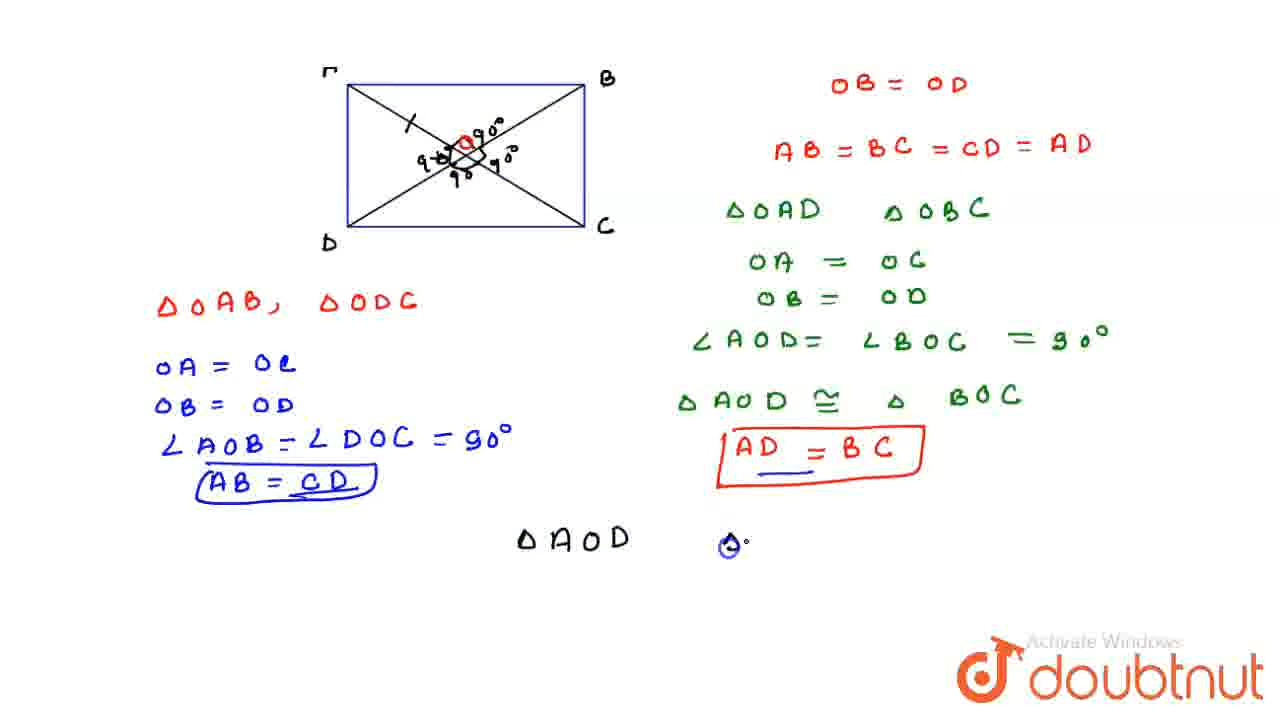 B
O
90°
90°
90
D
C
OB = OD
AB = BC = CD = AD
△OAD △OBC
OA = OC
OB = OD
∠AOD = ∠BOC = 90°
△AOD ≅ △BOC
AD = BC
△OAB, △ODC
OA = OC
OB = OD
∠AOB = ∠DOC = 90°
AB = CD
△AOD △
Activate Windows
doubtnut